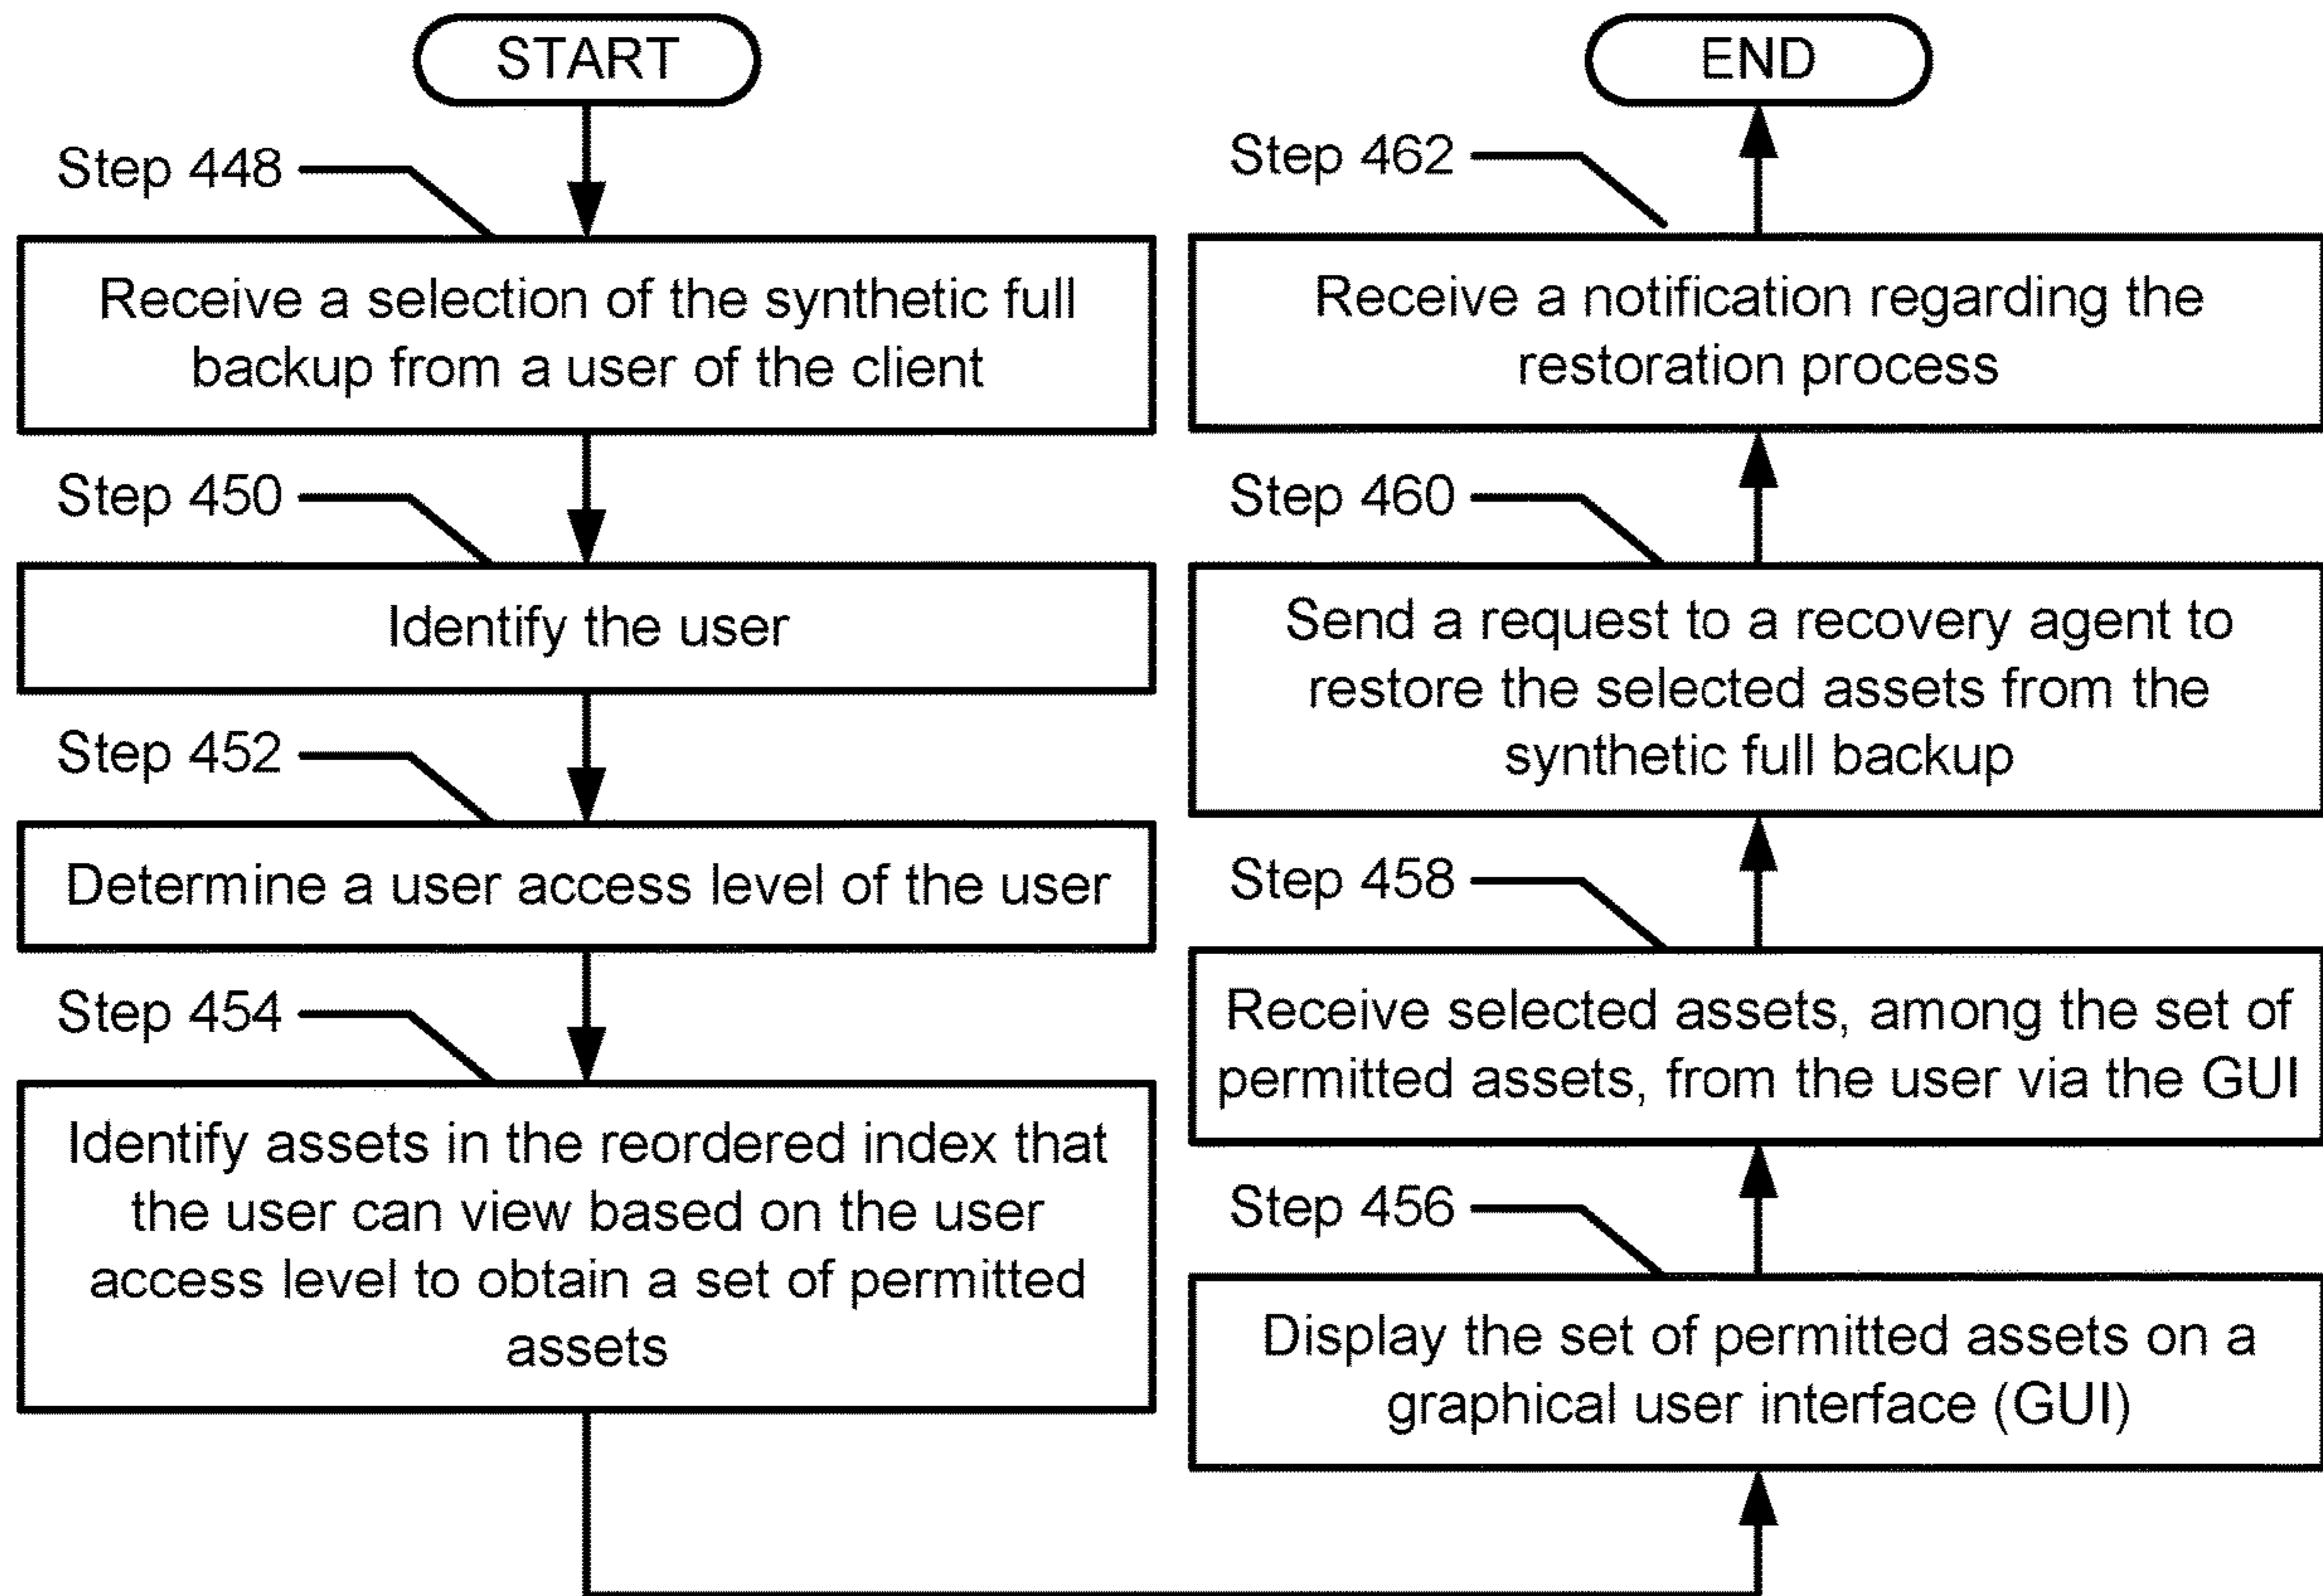 START
Step 448
Receive a selection of the synthetic full
backup from a user of the client
Step 450
Identify the user
Step 452
Determine a user access level of the user
Step 454
Identify assets in the reordered index that
the user can view based on the user
access level to obtain a set of permitted
assets
END
Step 462
Receive a notification regarding the
restoration process
Step 460
Send a request to a recovery agent to
restore the selected assets from the
synthetic full backup
Step 458
Receive selected assets, among the set of
permitted assets, from the user via the GUI
Step 456
Display the set of permitted assets on a
graphical user interface (GUI)